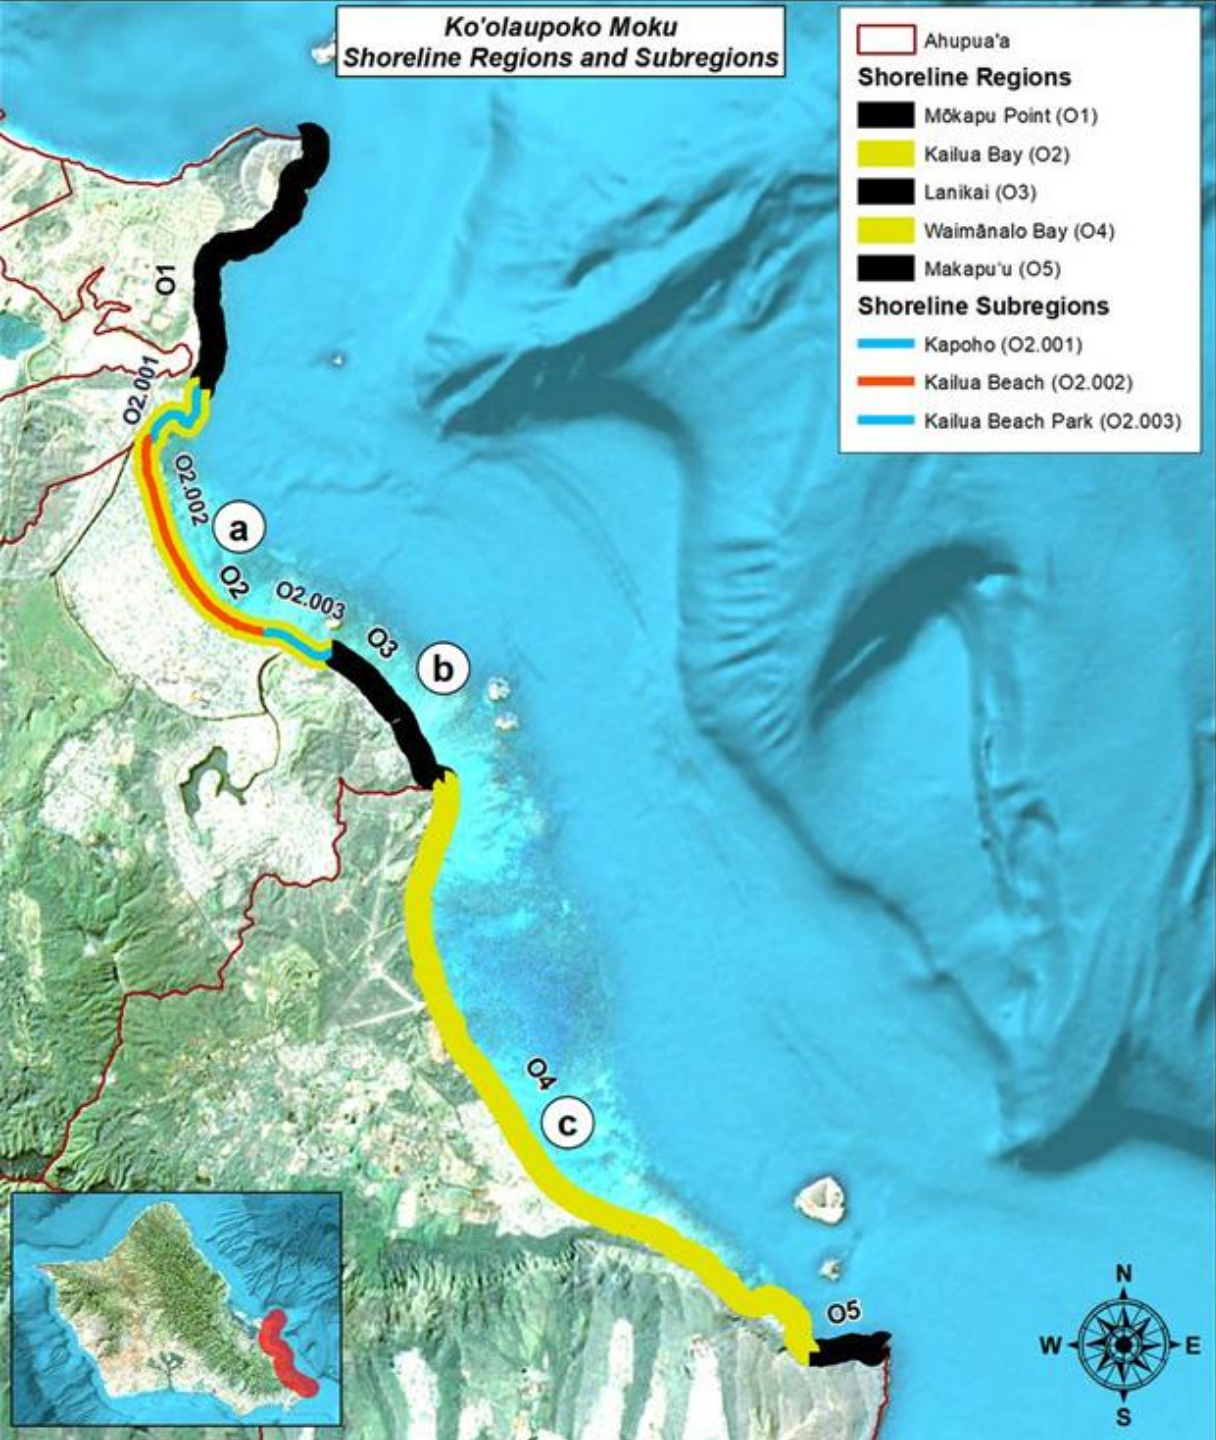 Ko'olaupoko Moku
Shoreline Regions and Subregions
Ahupua'a
Shoreline Regions
Mōkapu Point (O1)
Kailua Bay (O2)
Lanikai (O3)
Waimānalo Bay (O4)
Makapu'u (O5)
Shoreline Subregions
Kapoho (O2.001)
Kailua Beach (O2.002)
Kailua Beach Park (O2.003)
O1
O2.001
O2.002
a
O2
O2.003
O3
b
O4
c
O5
N
W
E
S